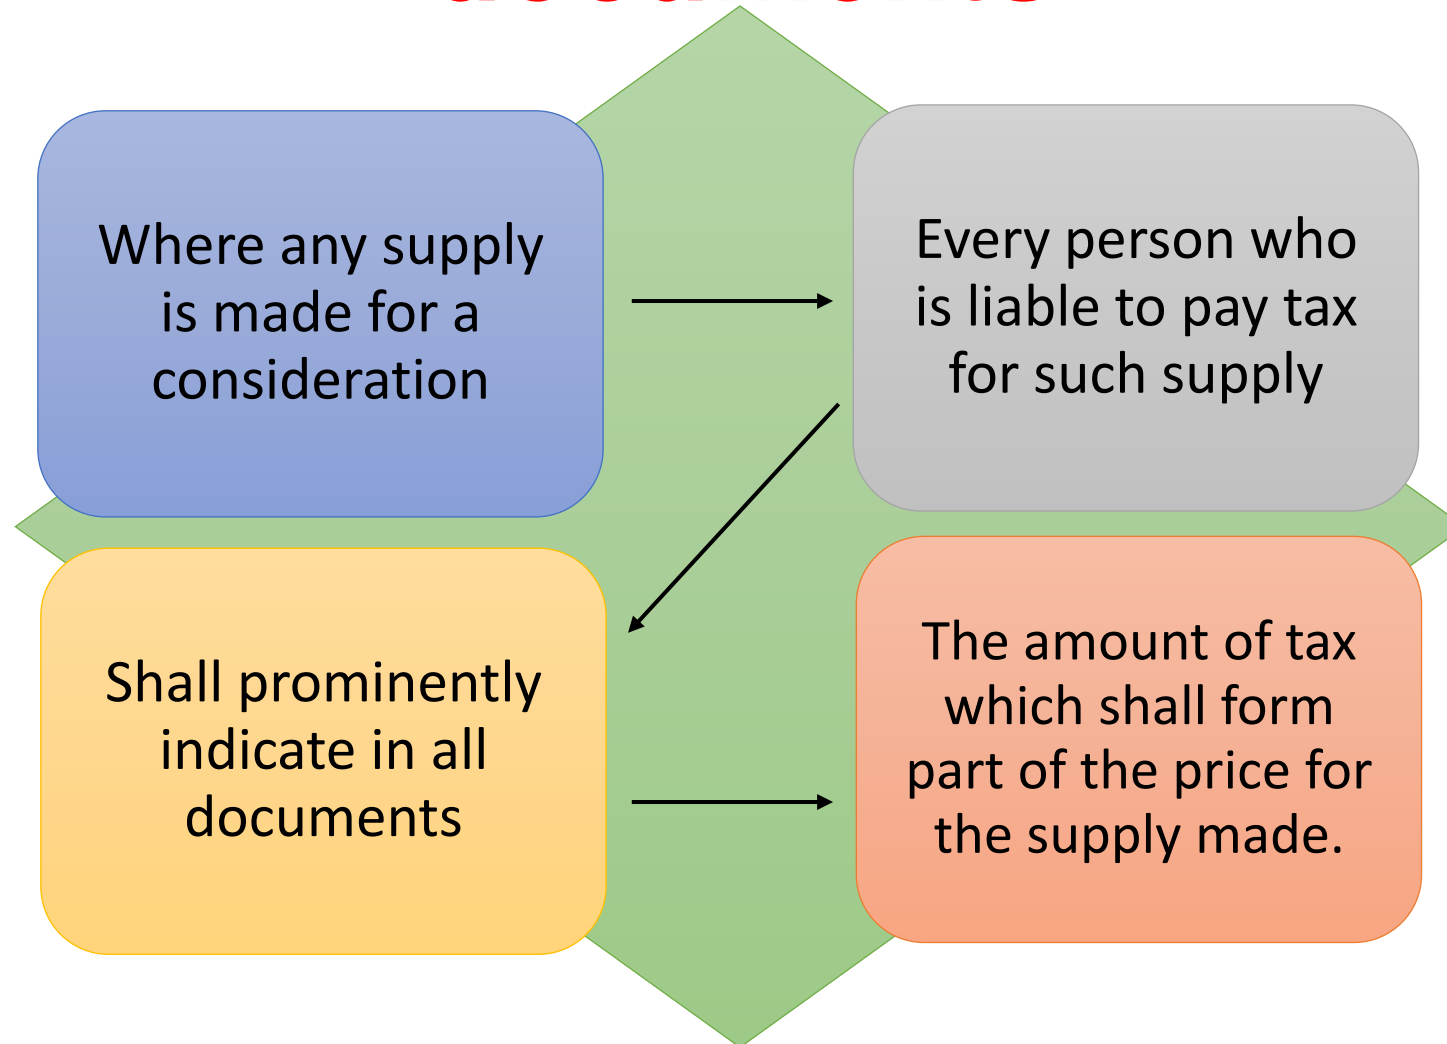 Where any supply
is made for a
consideration
Every person who
is liable to pay tax
for such supply
Shall prominently
indicate in all
documents
The amount of tax
which shall form
part of the price for
the supply made.